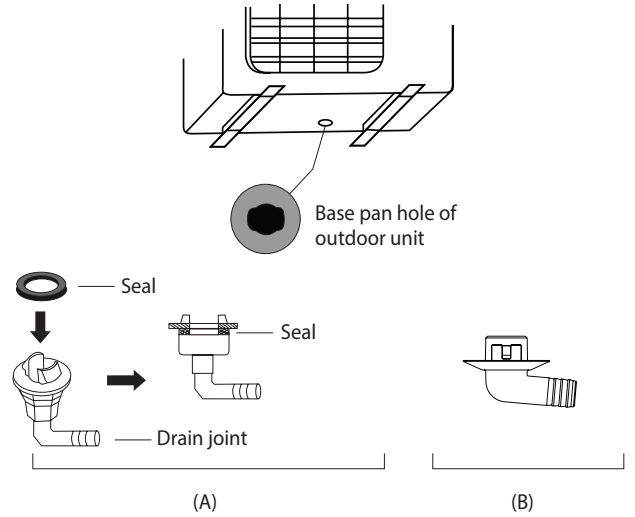 Base pan hole of
outdoor unit
Seal
Seal
Drain joint
(A)
(B)